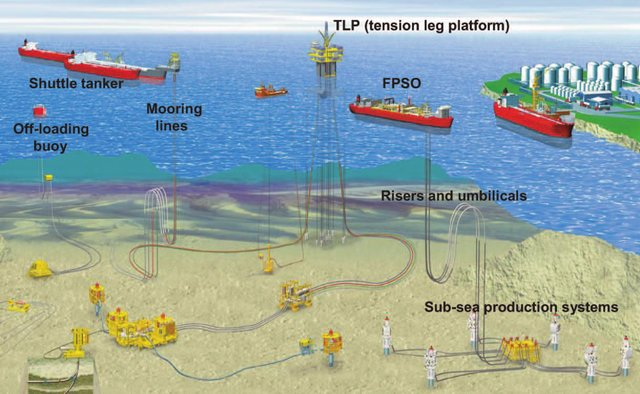 TLP (tension leg platform)
Shuttle tanker
FPSO
Mooring
lines
Off-loading
buoy
Risers and umbilicals
Sub-sea production systems